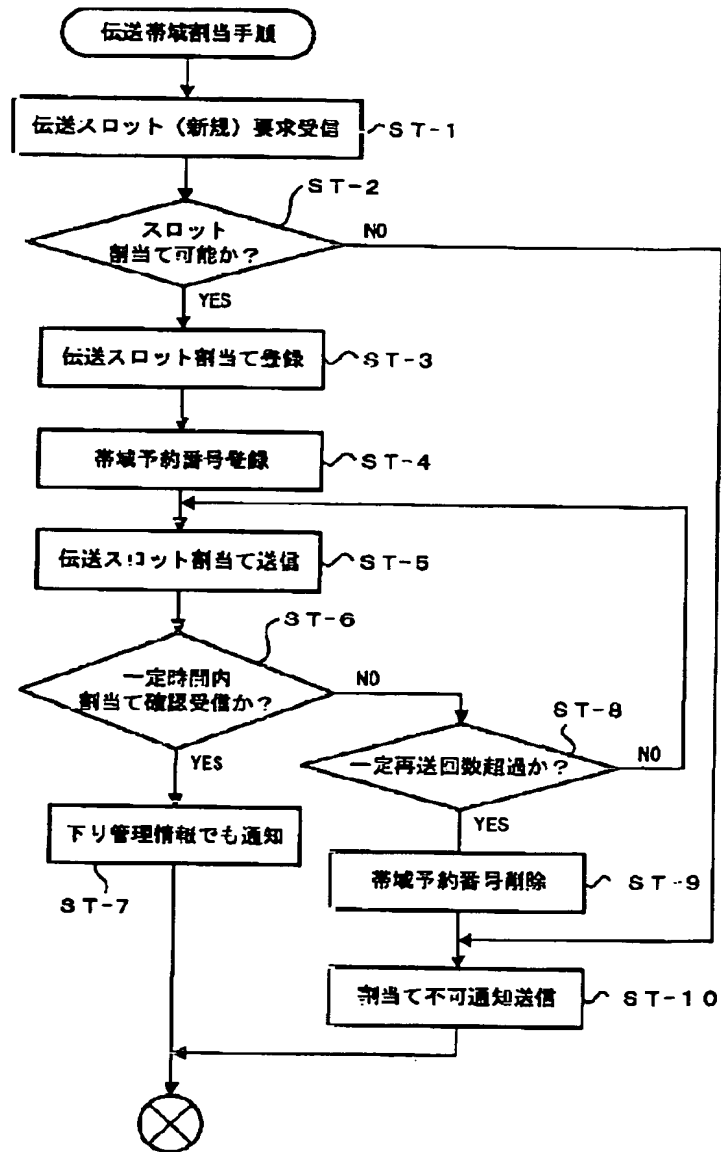 伝送帯域割当手順
伝送スロット（新規）要求受信
ST-1
ST-2
スロット
割当て可能か？
NO
YES
伝送スロット割当て登録
ST-3
帯域予約番号登録
ST-4
伝送スロット割当て送信
ST-5
ST-6
一定時間内
割当て確認受信か？
NO
YES
ST-8
一定再送回数超過か？
NO
YES
下り管理情報でも通知
ST-7
帯域予約番号削除
ST-9
割当て不可通知送信
ST-10